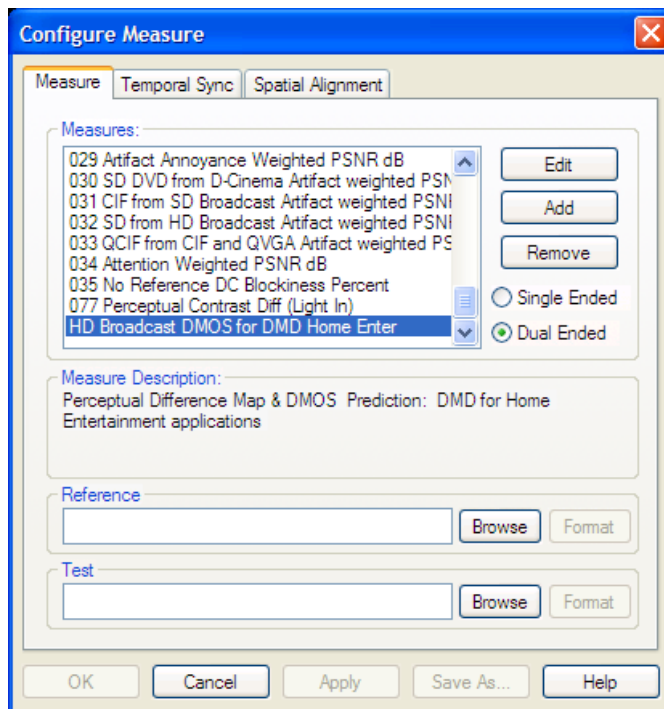 Configure Measure
Measure
Temporal Sync
Spatial Alignment
Measures:
029 Artifact Annoyance Weighted PSNR dB
030 SD DVD from D-Cinema Artifact weighted PSN
031 CIF from SD Broadcast Artifact weighted PSN
032 SD from HD Broadcast Artifact weighted PSN
033 QCIF from CIF and QVGA Artifact weighted PS
034 Attention Weighted PSNR dB
035 No Reference DC Blockiness Percent
077 Perceptual Contrast Diff (Light In)
HD Broadcast DMOS for DMD Home Enter
Edit
Add
Remove
Single Ended
Dual Ended
Measure Description:
Perceptual Difference Map & DMOS Prediction: DMD for Home
Entertainment applications
Reference
Browse
Format
Test
Browse
Format
OK
Cancel
Apply
Save As...
Help